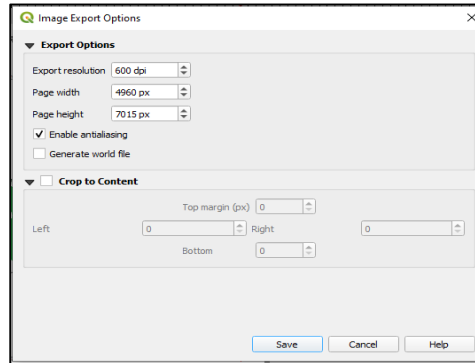 Image Export Options
Export Options
Export resolution 600 dpi
Page width 4960 px
Page height 7015 px
Enable antialiasing
Generate world file
Crop to Content
Top margin (px) 0
Left 0 Right 0
Bottom 0
Save Cancel Help